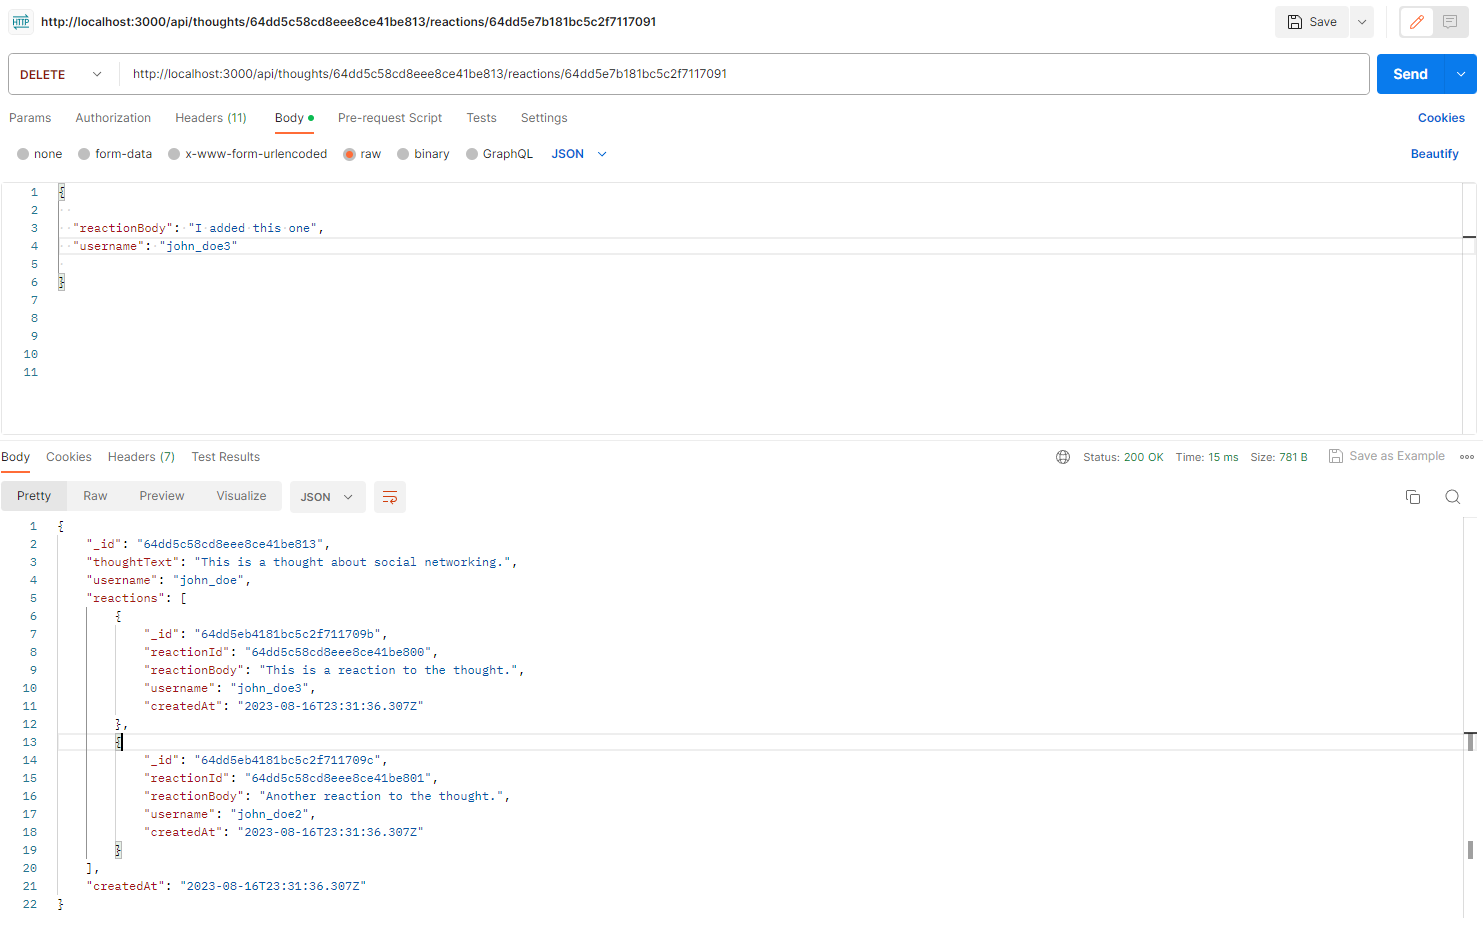 HTTP http://localhost:3000/api/thoughts/64dd5c58cd8eee8ce41be813/reactions/64dd5e7b181bc5c2f7117091 Save
DELETE http://localhost:3000/api/thoughts/64dd5c58cd8eee8ce41be813/reactions/64dd5e7b181bc5c2f7117091 Send
Params Authorization Headers (11) Body Pre-request Script Tests Settings Cookies
none form-data x-www-form-urlencoded raw binary GraphQL JSON Beautify
1 {
2
3 "reactionBody": "I added this one",
4 "username": "john_doe3"
5
6 }
7
8
9
10
11
Body Cookies Headers (7) Test Results Status: 200 OK Time: 15 ms Size: 781 B Save as Example
Pretty Raw Preview Visualize JSON
1 {
2 "_id": "64dd5c58cd8eee8ce41be813",
3 "thoughtText": "This is a thought about social networking.",
4 "username": "john_doe",
5 "reactions": [
6 {
7 "_id": "64dd5eb4181bc5c2f711709b",
8 "reactionId": "64dd5c58cd8eee8ce41be800",
9 "reactionBody": "This is a reaction to the thought.",
10 "username": "john_doe3",
11 "createdAt": "2023-08-16T23:31:36.307Z"
12 },
13 {
14 "_id": "64dd5eb4181bc5c2f711709c",
15 "reactionId": "64dd5c58cd8eee8ce41be801",
16 "reactionBody": "Another reaction to the thought.",
17 "username": "john_doe2",
18 "createdAt": "2023-08-16T23:31:36.307Z"
19 }
20 ],
21 "createdAt": "2023-08-16T23:31:36.307Z"
22 }